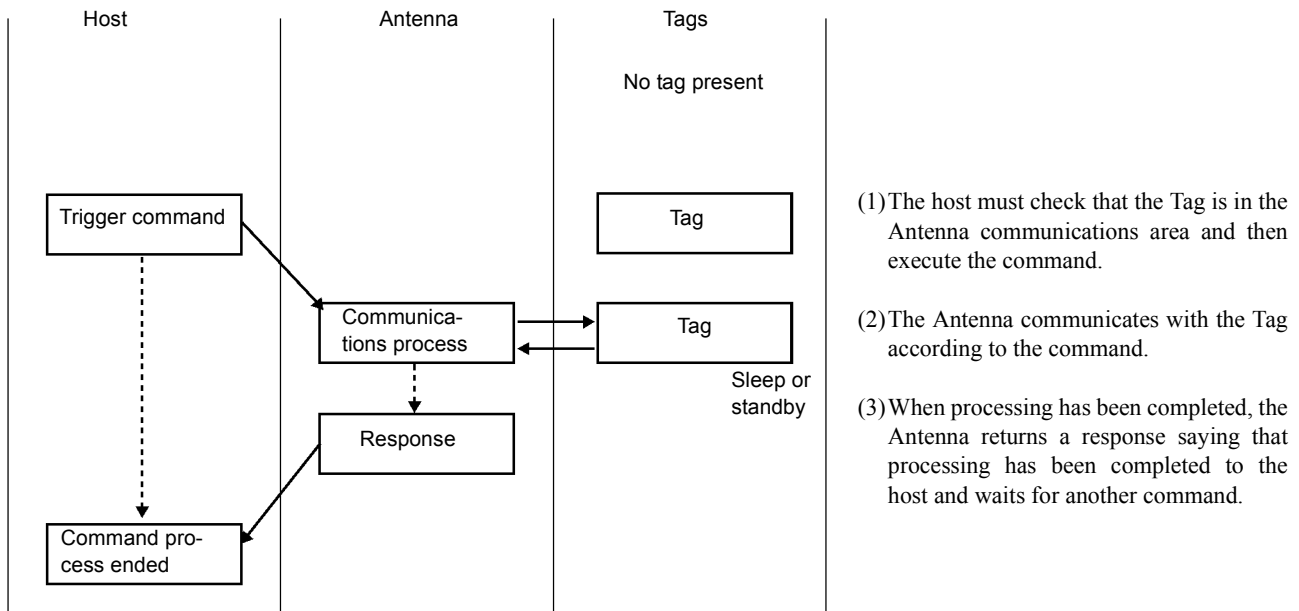 Host
Antenna
Tags
No tag present
Trigger command
Tag
Communica-
tions process
Tag
Sleep or
standby
Response
Command pro-
cess ended
(1) The host must check that the Tag is in the
Antenna communications area and then
execute the command.
(2) The Antenna communicates with the Tag
according to the command.
(3) When processing has been completed, the
Antenna returns a response saying that
processing has been completed to the
host and waits for another command.